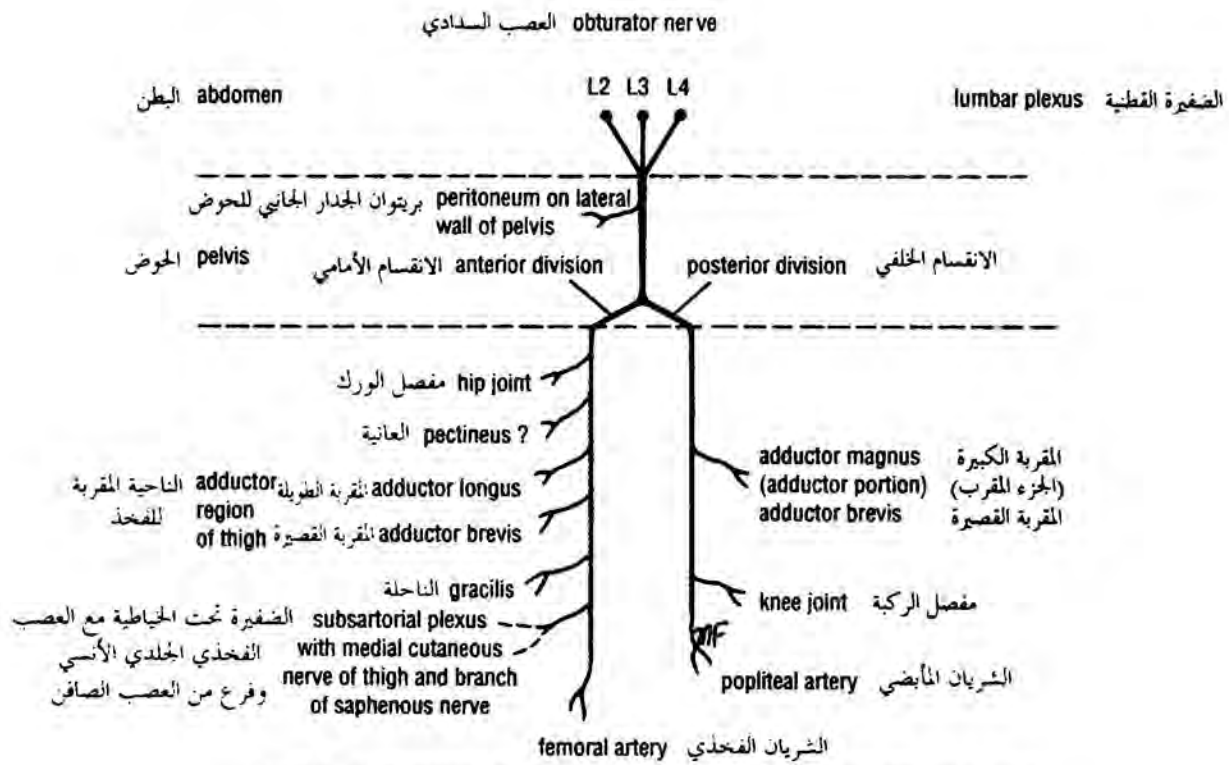 العصب السدادي obturator nerve
البطن abdomen
L2 L3 L4
lumbar plexus الضفيرة القطنية
بريتوان الجدار الجانبي للحوض peritoneum on lateral
wall of pelvis
الحوض pelvis
الانقسام الأمامي anterior division
posterior division الانقسام الخلفي
مفصل الورك hip joint
العانية pectineus ?
الناحية المقربة adductor
للفخذ region
of thigh
المقربة الطويلة adductor longus
المقربة القصيرة adductor brevis
الناحلة gracilis
الضفيرة تحت الخياطية مع العصب subsartorial plexus
الفخذي الجلدي الأنسي with medial cutaneous
وفرع من العصب الصافن nerve of thigh and branch
of saphenous nerve
femoral artery الشريان الفخذي
adductor magnus المقربة الكبيرة
(adductor portion) (الجزء المقرب)
adductor brevis المقربة القصيرة
knee joint مفصل الركبة
popliteal artery الشريان المأبضي